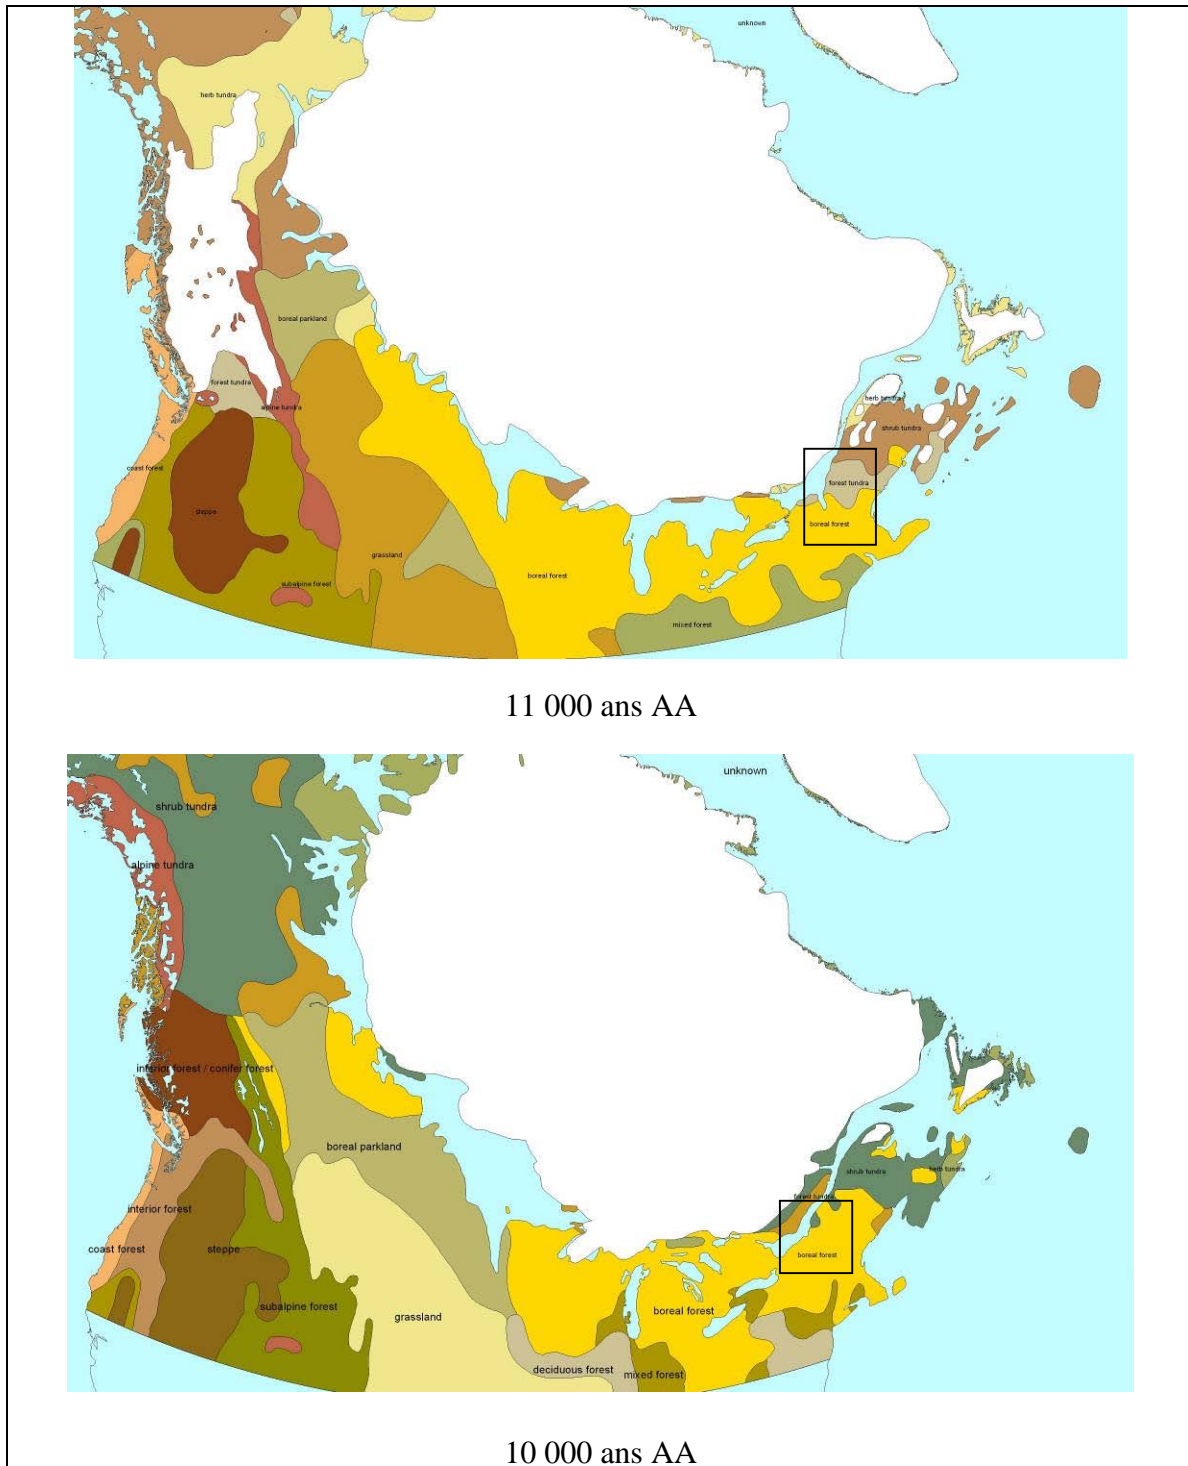 unknown
herb tundra
boreal parkland
forest tundra
alpine tundra
herb tundra
shrub tundra
coast forest
forest tundra
steppe
boreal forest
grassland
boreal forest
subalpine forest
mixed forest
11 000 ans AA
unknown
shrub tundra
alpine tundra
inferior forest / conifer forest
boreal parkland
shrub tundra
herb tundra
forest tundra
interior forest
coast forest
steppe
boreal forest
subalpine forest
boreal forest
grassland
deciduous forest
mixed forest
10 000 ans AA